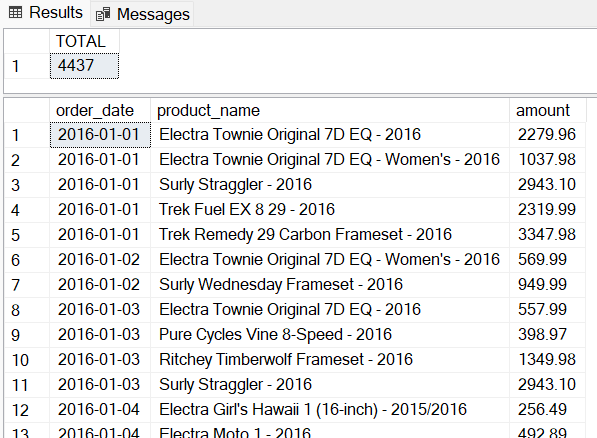 Results Messages
TOTAL
1 4437
order_date product_name amount
1 2016-01-01 Electra Townie Original 7D EQ - 2016 2279.96
2 2016-01-01 Electra Townie Original 7D EQ - Women's - 2016 1037.98
3 2016-01-01 Surly Straggler - 2016 2943.10
4 2016-01-01 Trek Fuel EX 8 29 - 2016 2319.99
5 2016-01-01 Trek Remedy 29 Carbon Frameset - 2016 3347.98
6 2016-01-02 Electra Townie Original 7D EQ - Women's - 2016 569.99
7 2016-01-02 Surly Wednesday Frameset - 2016 949.99
8 2016-01-03 Electra Townie Original 7D EQ - 2016 557.99
9 2016-01-03 Pure Cycles Vine 8-Speed - 2016 398.97
10 2016-01-03 Ritchey Timberwolf Frameset - 2016 1349.98
11 2016-01-03 Surly Straggler - 2016 2943.10
12 2016-01-04 Electra Girl's Hawaii 1 (16-inch) - 2015/2016 256.49
13 2016-01-04 Electra Moto 1 - 2016 492.89